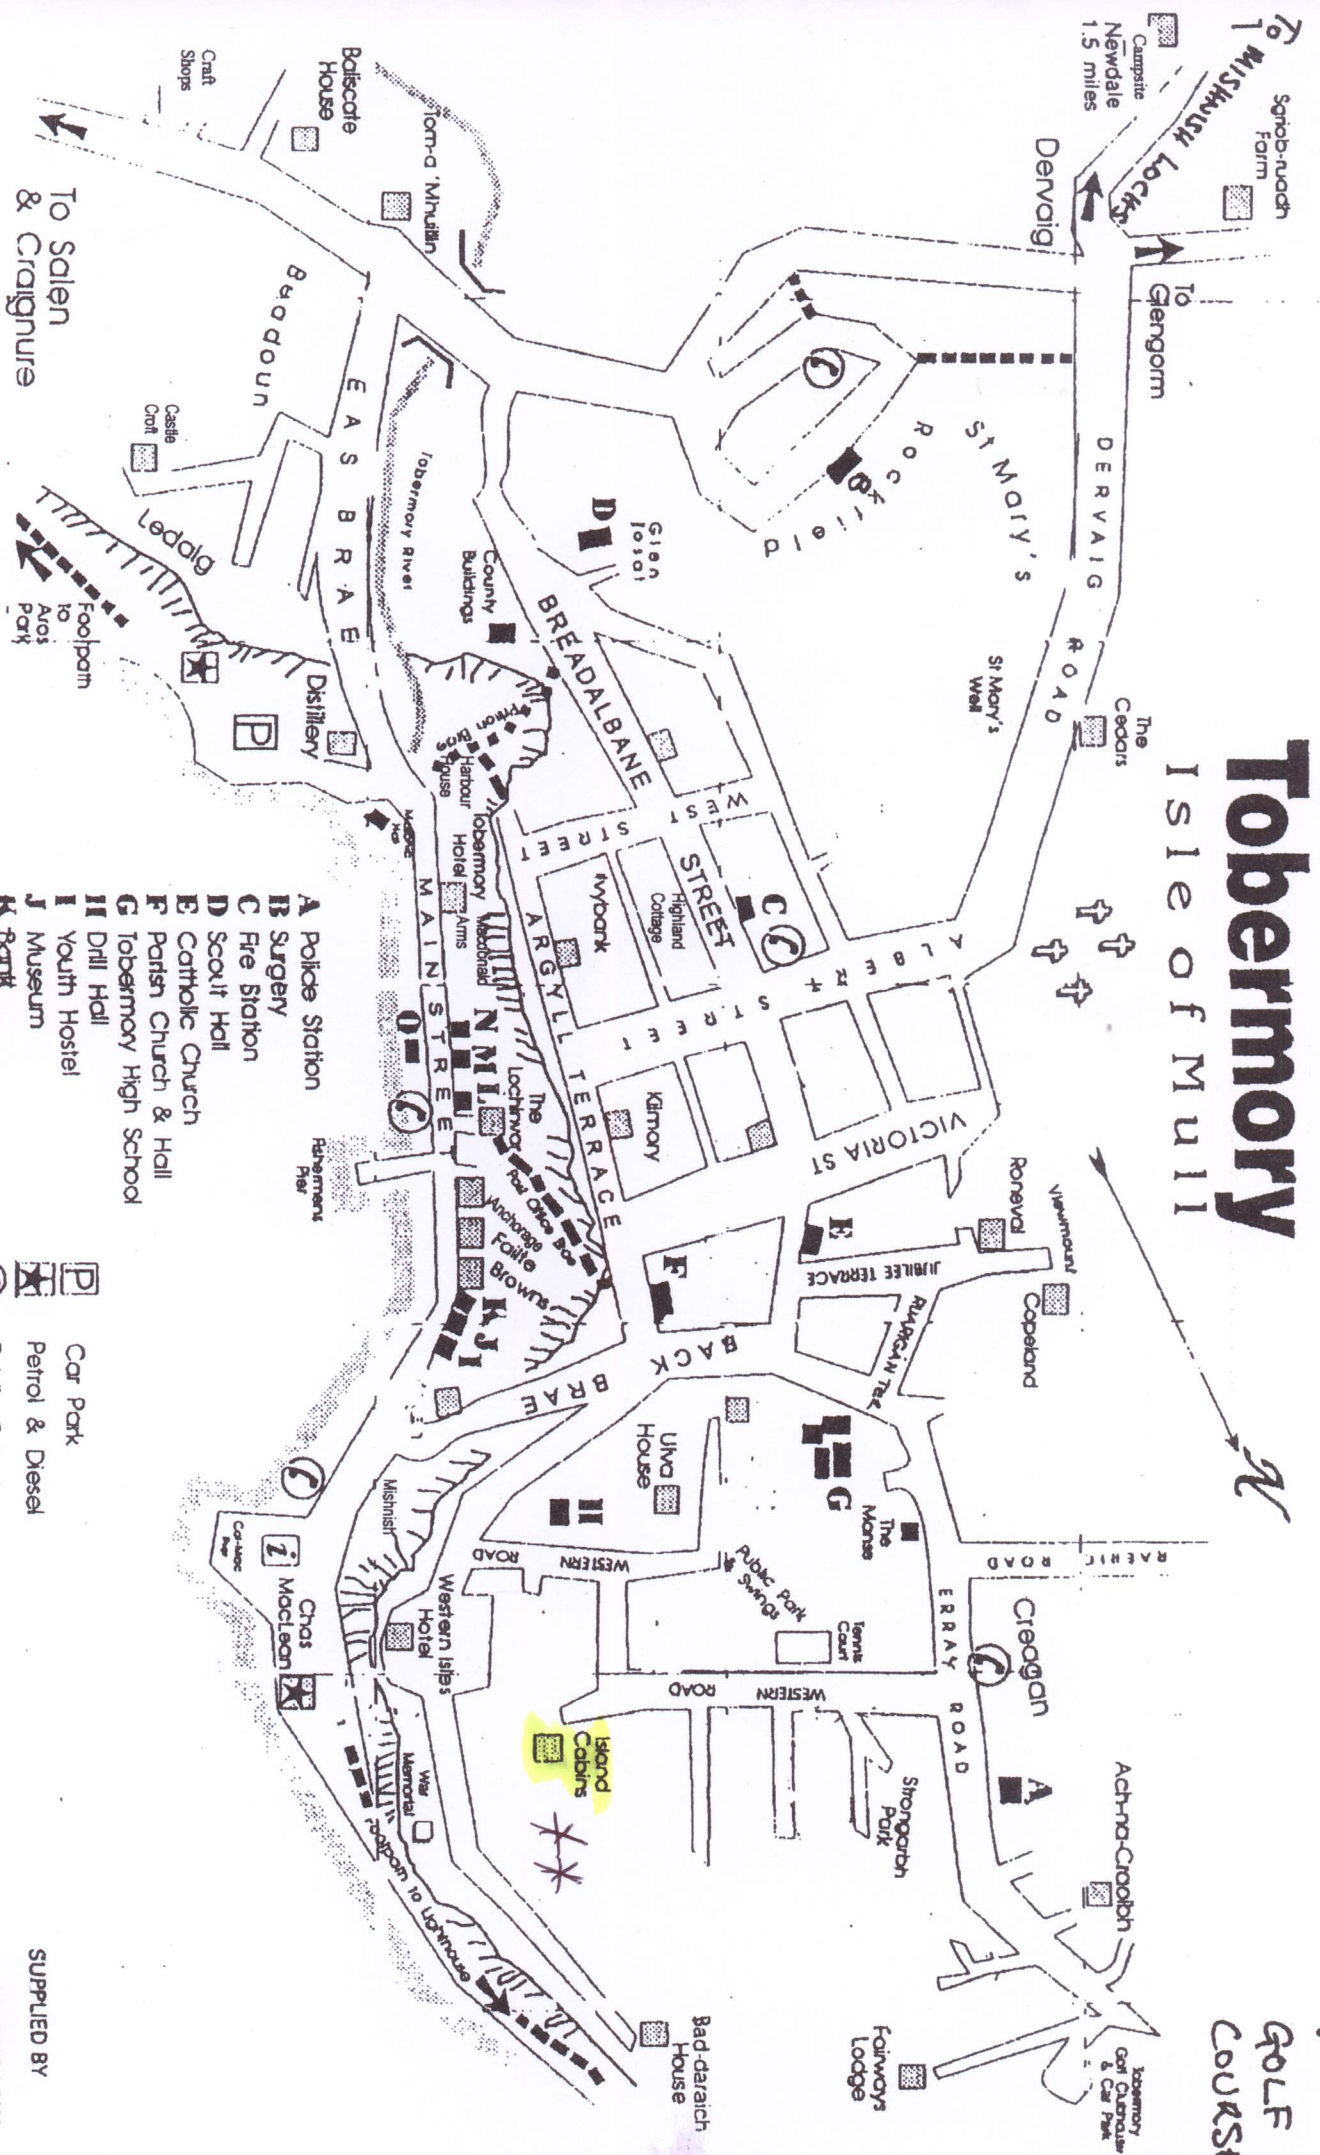 Tobermory
Isle of Mull
To
MISHNISH LOCHS
Sgriob-ruadh
Farm
Campsite
Newdale
1.5 miles
Dervaig
To
Glengorm
DERVAIG ROAD
The
Cedars
St Mary's
Rockfield
St Mary's
Well
Craft
Shops
Baliscate
House
Tom-a 'Mhuilin
To Salen
& Craignure
Baadoun
Castle
Croft
EAS BRAE
Ledaig
Footpath
to
Aros
Park
Tobermory River
County
Buildings
D
Glen
Iosal
BREADALBANE
STREET
WEST STREET
Distillery
P
Harbour
House
Tobermory
Hotel
Macdonald
Arms
MAIN STREET
ARGYLL TERRACE
Ivybank
Highland
Cottage
C
ALBERT STREET
Kilmory
VICTORIA ST
Roneval
Viewmount
Copeland
E
JUBILEE TERRACE
F
BACK BRAE
O
N M L
The
Lochinvar
Post Office Brae
Anchorage
Failte
Browns
K J I
Fishermens
Pier
Ulva
House
H
G
The
Manse
Public Park
Swings
Tennis
Court
WESTERN
ROAD
WESTERN
ROAD
RAERIC ROAD
ERRAY ROAD
Creagan
A
Ach-na-Craoibh
Strongarbh
Park
Island
Cabins
Mishnish
Western Isles
Hotel
i
Chas
MacLean
War
Memorial
Footpath to Lighthouse
Bad-daraich
House
Fairways
Lodge
Tobermory
Golf Clubhouse
& Car Park
GOLF
N
A Police Station
B Surgery
C Fire Station
D Scout Hall
E Catholic Church
F Parish Church & Hall
G Tobermory High School
H Drill Hall
I Youth Hostel
J Museum
K Bank
P Car Park
Petrol & Diesel
SUPPLIED BY